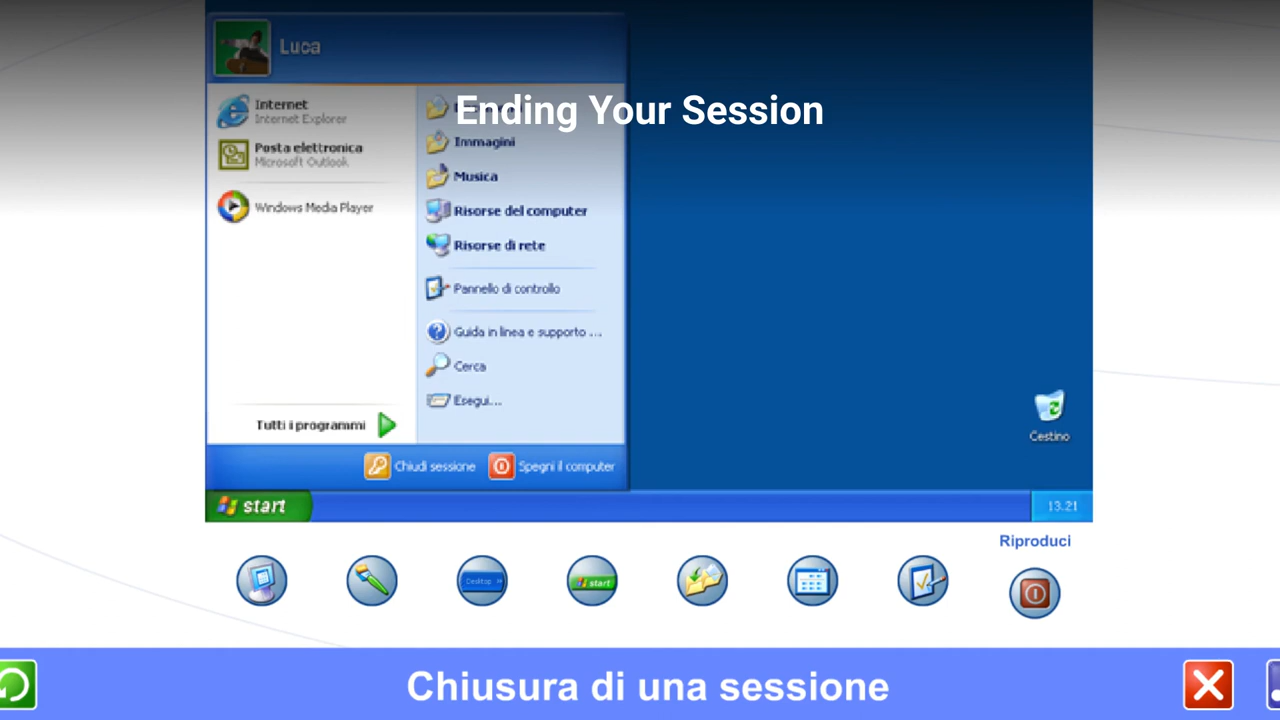 Luca
Internet
Internet Explorer
Ending Your Session
Posta elettronica
Microsoft Outlook
Windows Media Player
Tutti i programmi
Immagini
Musica
Risorse del computer
Risorse di rete
Pannello di controllo
Guida in linea e supporto ...
Cerca
Esegui...
Cestino
Chiudi sessione
Spegni il computer
start
13.21
Riproduci
Desktop »
start
Chiusura di una sessione